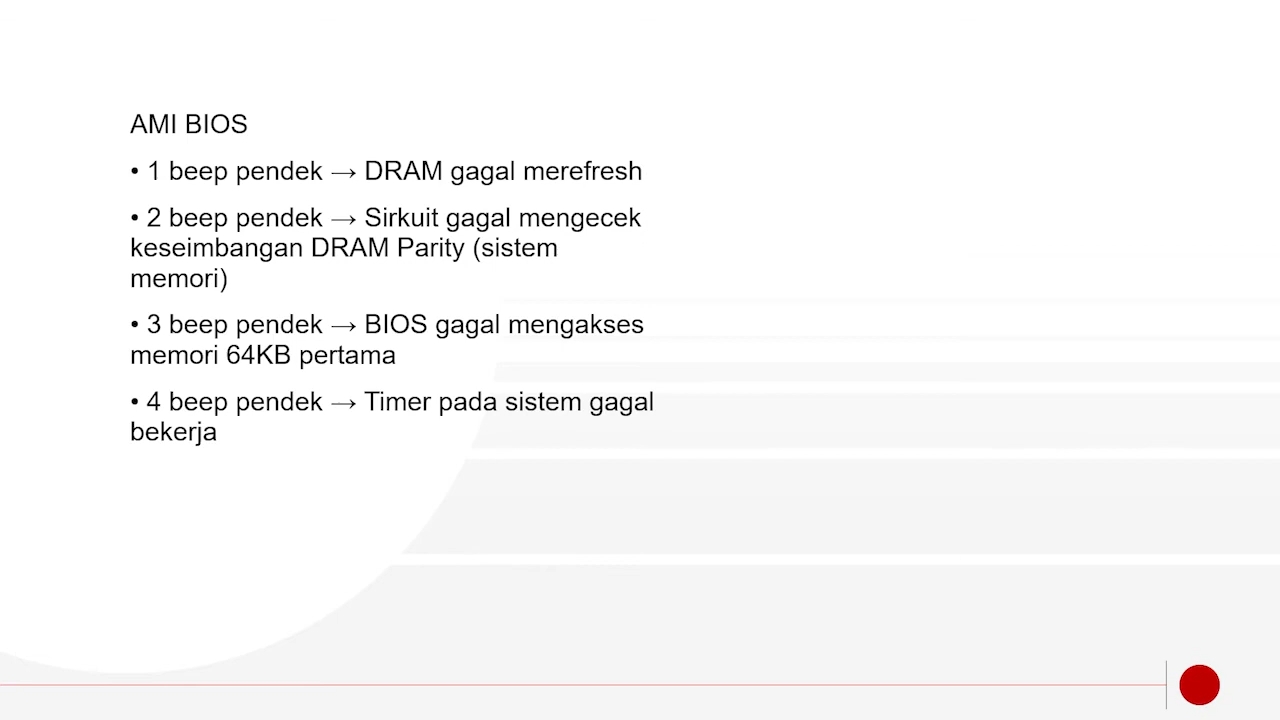 AMI BIOS
• 1 beep pendek → DRAM gagal merefresh
• 2 beep pendek → Sirkuit gagal mengecek
keseimbangan DRAM Parity (sistem
memori)
• 3 beep pendek → BIOS gagal mengakses
memori 64KB pertama
• 4 beep pendek → Timer pada sistem gagal
bekerja